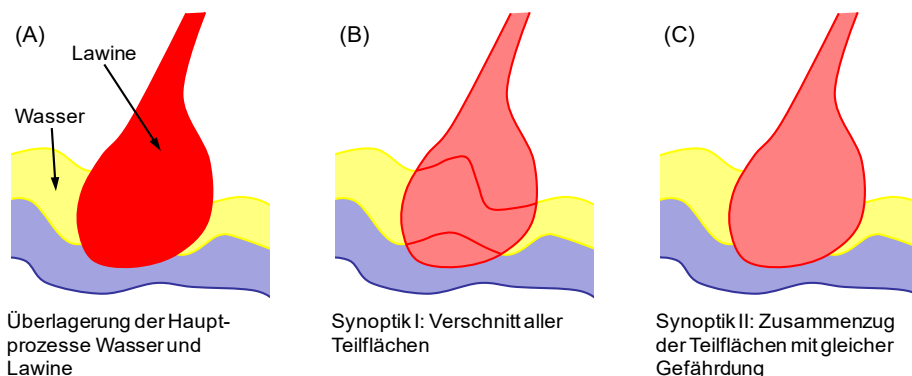 (A)
Lawine
Wasser
Überlagerung der Haupt-
prozesse Wasser und
Lawine
(B)
Synoptik I: Verschnitt aller
Teilflächen
(C)
Synoptik II: Zusammenzug
der Teilflächen mit gleicher
Gefährdung